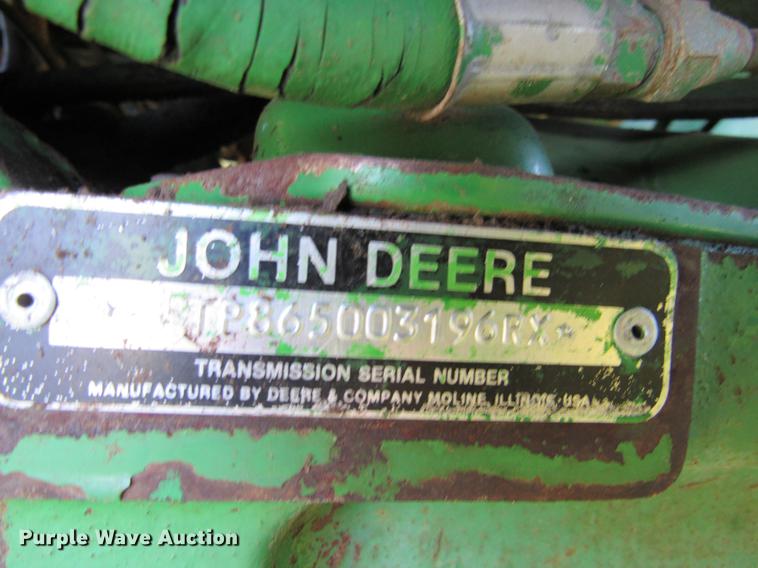 JOHN DEERE
*TP865003196RX*
TRANSMISSION SERIAL NUMBER
MANUFACTURED BY DEERE & COMPANY MOLINE, ILLINOIS, USA
Purple Wave Auction